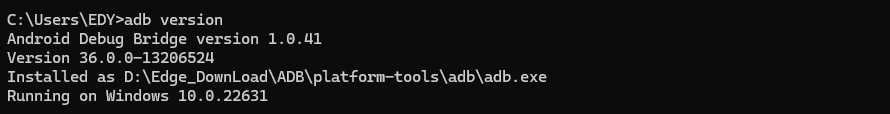 C:\Users\EDY>adb version
Android Debug Bridge version 1.0.41
Version 36.0.0-13206524
Installed as D:\Edge_DownLoad\ADB\platform-tools\adb\adb.exe
Running on Windows 10.0.22631